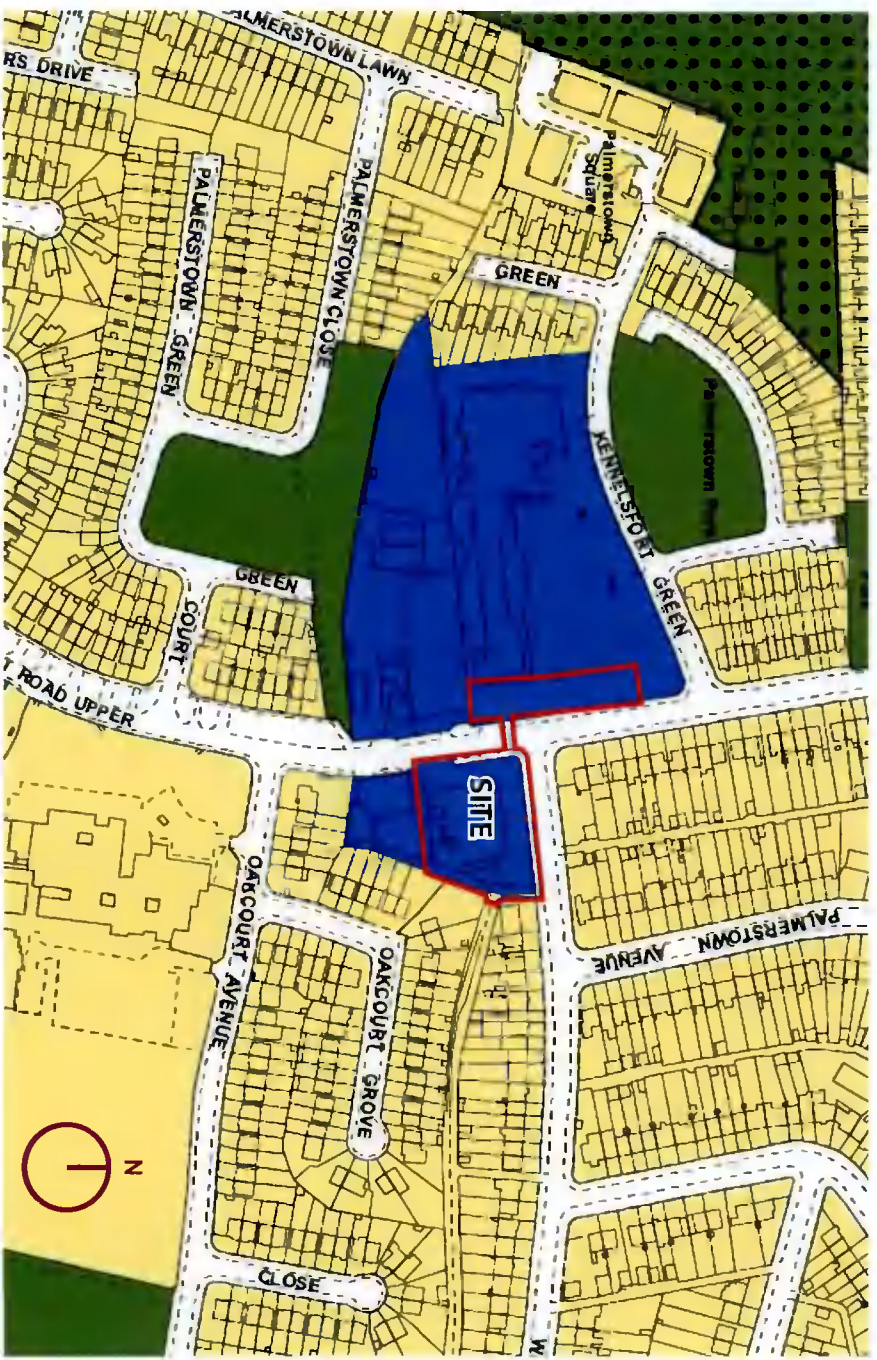 PALMERSTOWN LAWN
RS DRIVE
PALMERSTOWN CLOSE
PALMERSTOWN GREEN
Palmerstown
Square
GREEN
KENNELSFORT GREEN
Palmerstown
GREEN
COURT
T ROAD UPPER
SITE
PALMERSTOWN AVENUE
OAKCOURT AVENUE
OAKCOURT GROVE
CLOSE
N
W